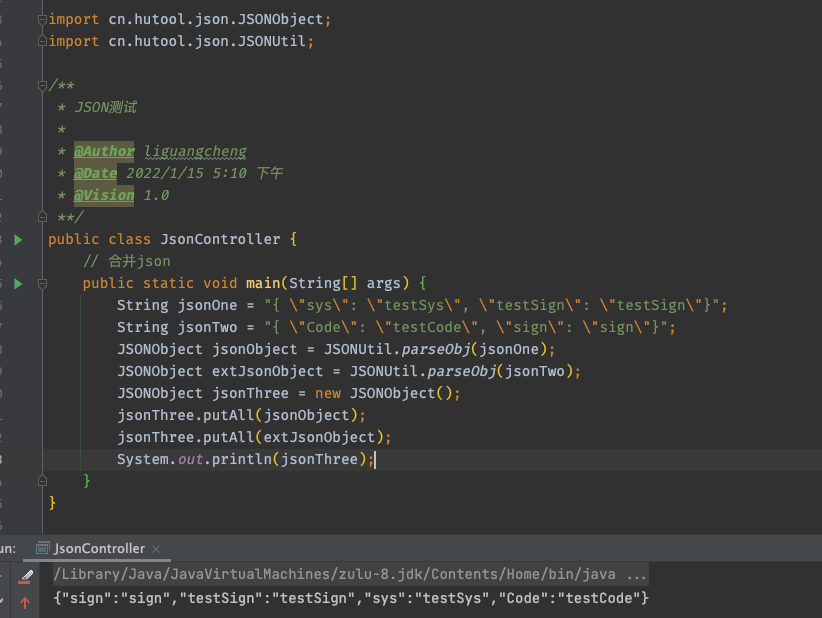 import cn.hutool.json.JSONObject;
import cn.hutool.json.JSONUtil;
/**
* JSON测试
*
* @Author liguangcheng
* @Date 2022/1/15 5:10 下午
* @Vision 1.0
**/
public class JsonController {
// 合并json
public static void main(String[] args) {
String jsonOne = "{ \"sys\": \"testSys\", \"testSign\": \"testSign\"}";
String jsonTwo = "{ \"Code\": \"testCode\", \"sign\": \"sign\"}";
JSONObject jsonObject = JSONUtil.parseObj(jsonOne);
JSONObject extJsonObject = JSONUtil.parseObj(jsonTwo);
JSONObject jsonThree = new JSONObject();
jsonThree.putAll(jsonObject);
jsonThree.putAll(extJsonObject);
System.out.println(jsonThree);
}
}
un: JsonController ×
/Library/Java/JavaVirtualMachines/zulu-8.jdk/Contents/Home/bin/java ...
{"sign":"sign","testSign":"testSign","sys":"testSys","Code":"testCode"}